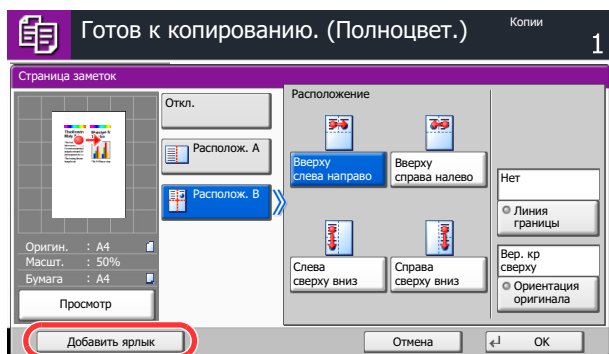 Готов к копированию. (Полноцвет.)
Копии
1
Страница заметок
Откл.
Располож. A
Располож. B
Расположение
Вверху
слева направо
Вверху
справа налево
Слева
сверху вниз
Справа
сверху вниз
Нет
Линия
границы
Вер. кр
сверху
Ориентация
оригинала
Оригин. : A4
Масшт. : 50%
Бумага : A4
Просмотр
Добавить ярлык
Отмена
OK